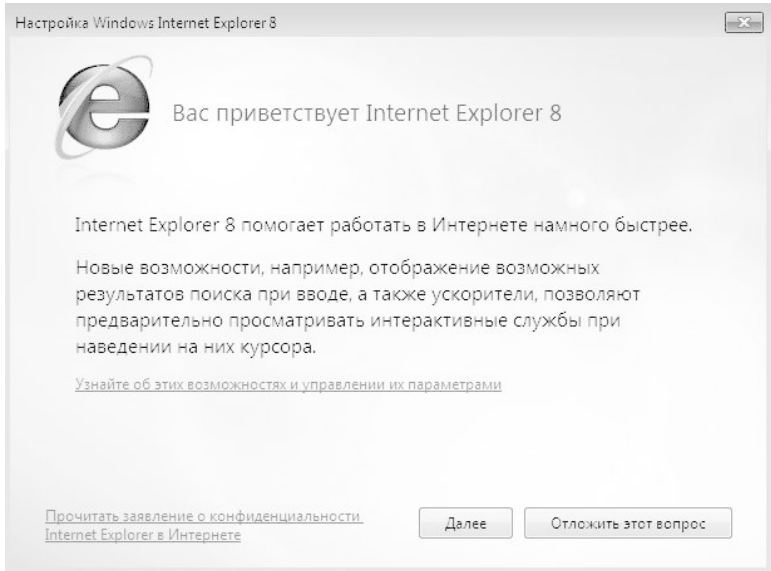 Настройка Windows Internet Explorer 8
Вас приветствует Internet Explorer 8
Internet Explorer 8 помогает работать в Интернете намного быстрее.
Новые возможности, например, отображение возможных
результатов поиска при вводе, а также ускорители, позволяют
предварительно просматривать интерактивные службы при
наведении на них курсора.
Узнайте об этих возможностях и управлении их параметрами
Прочитать заявление о конфиденциальности
Internet Explorer в Интернете
Далее
Отложить этот вопрос